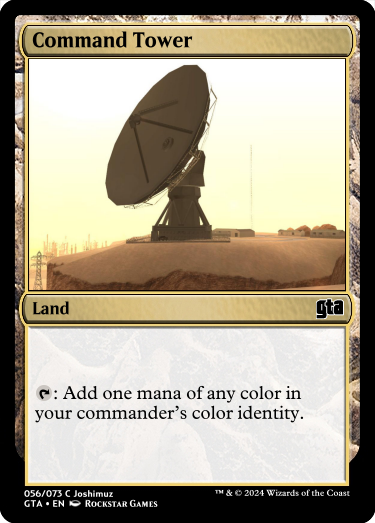 Command Tower
Land
gta
: Add one mana of any color in
your commander's color identity.
056/073 C Joshimuz
™ & © 2024 Wizards of the Coast
GTA • EN Rockstar Games